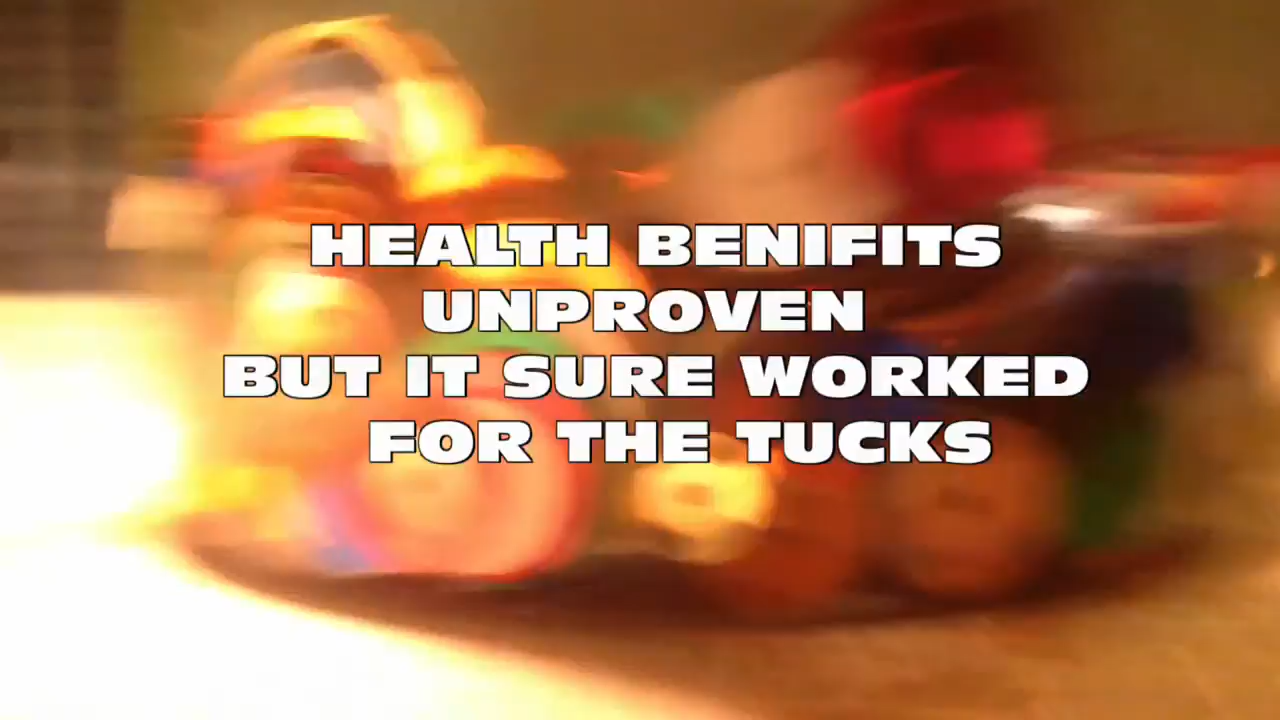 HEALTH BENIFITS
UNPROVEN
BUT IT SURE WORKED
FOR THE TUCKS